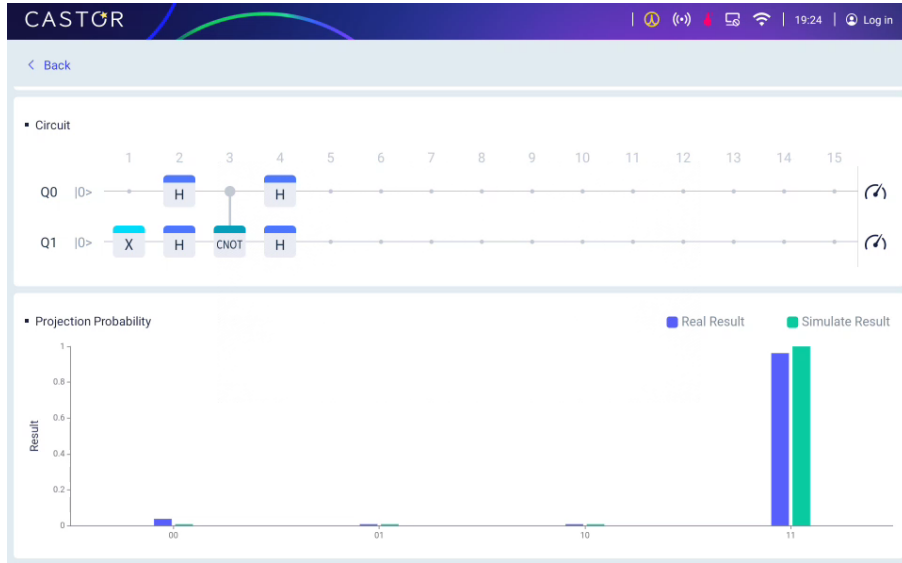 CASTOR | | 19:24 | Log in
< Back
▪ Circuit
1 2 3 4 5 6 7 8 9 10 11 12 13 14 15
Q0 |0> H H
Q1 |0> X H CNOT H
▪ Projection Probability
Real Result Simulate Result
1
0.8
0.6
0.4
0.2
0
Result
00 01 10 11